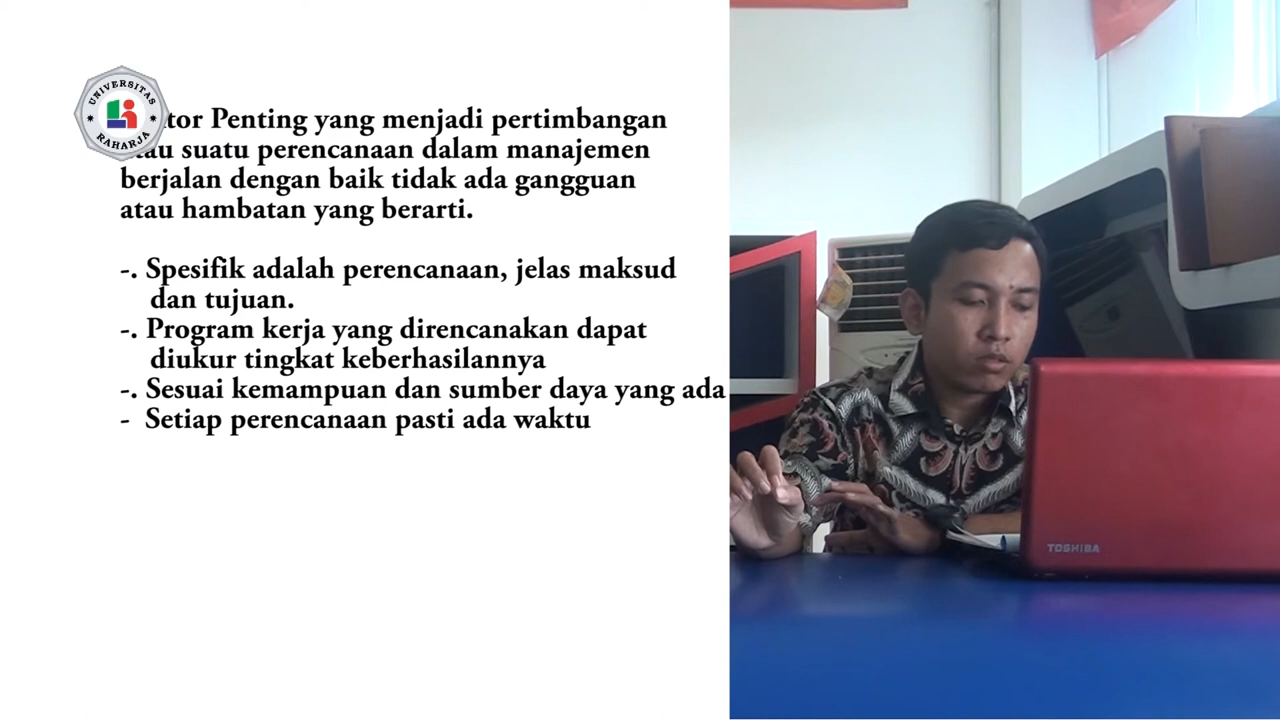 UNIVERSITAS
RAHARJA
Penting yang menjadi pertimbangan
suatu perencanaan dalam manajemen
berjalan dengan baik tidak ada gangguan
atau hambatan yang berarti.
-. Spesifik adalah perencanaan, jelas maksud
dan tujuan.
-. Program kerja yang direncanakan dapat
diukur tingkat keberhasilannya
-. Sesuai kemampuan dan sumber daya yang ada
- Setiap perencanaan pasti ada waktu
TOSHIBA